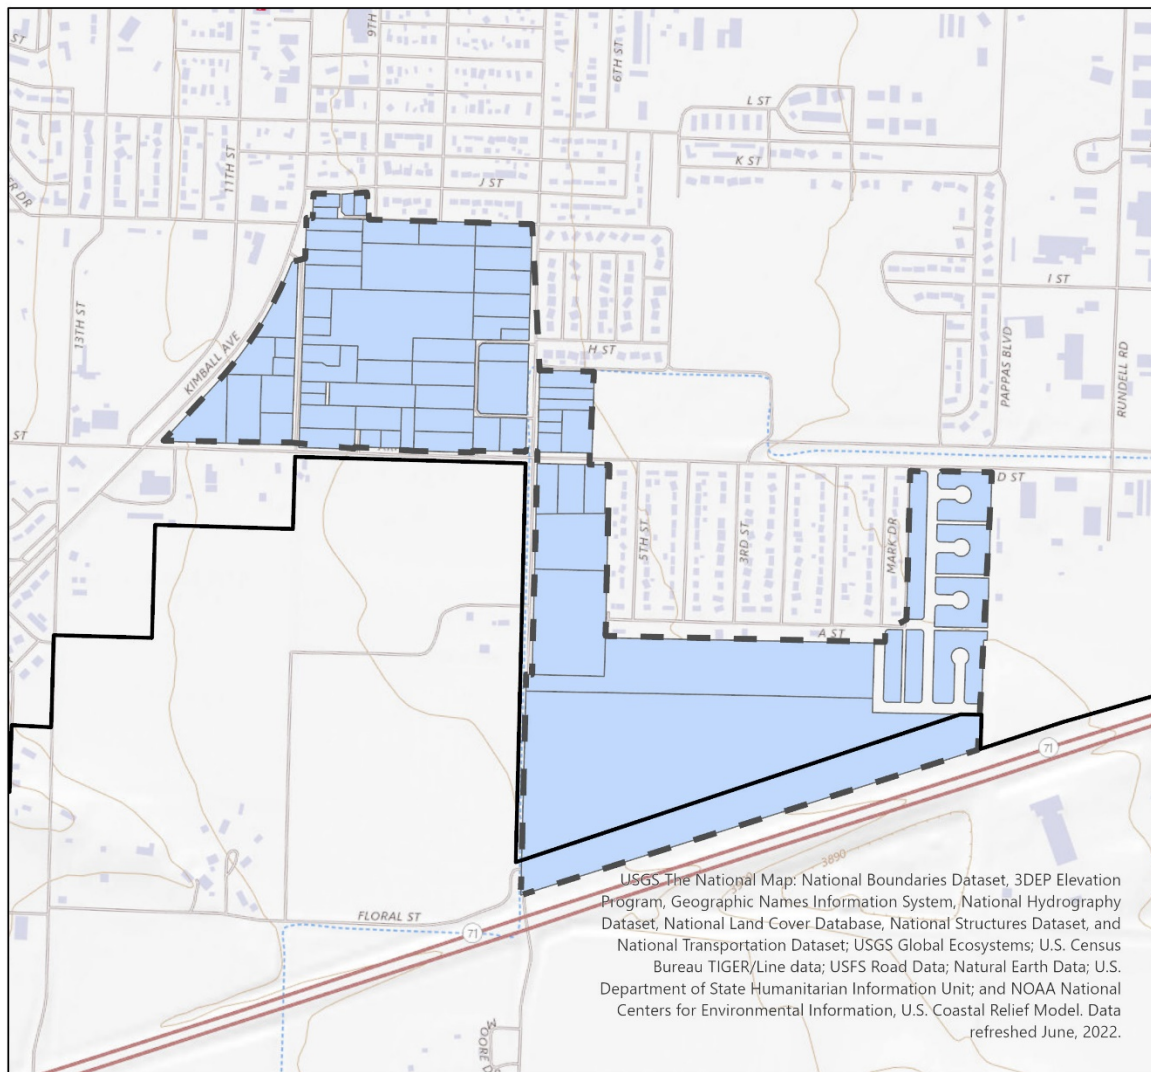 ST
9TH
6TH ST
L ST
11TH ST
K ST
ER DR
J ST
I ST
13TH ST
KIMBALL AVE
H ST
PAPPAS BLVD
RUNDELL RD
ST
D ST
5TH ST
3RD ST
MARK DR
A ST
71
3890
FLORAL ST
71
USGS The National Map: National Boundaries Dataset, 3DEP Elevation
Program, Geographic Names Information System, National Hydrography
Dataset, National Land Cover Database, National Structures Dataset, and
National Transportation Dataset; USGS Global Ecosystems; U.S. Census
Bureau TIGER/Line data; USFS Road Data; Natural Earth Data; U.S.
Department of State Humanitarian Information Unit; and NOAA National
Centers for Environmental Information, U.S. Coastal Relief Model. Data
refreshed June, 2022.
MOORE